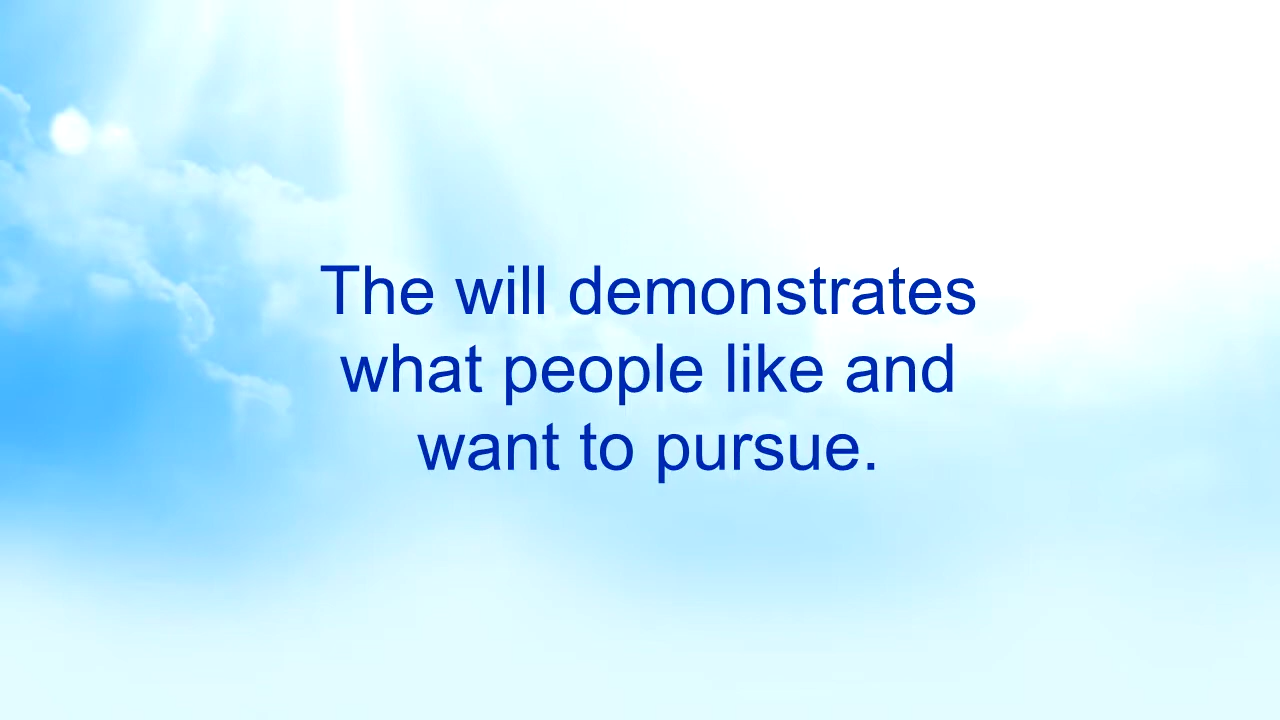 The will demonstrates
what people like and
want to pursue.